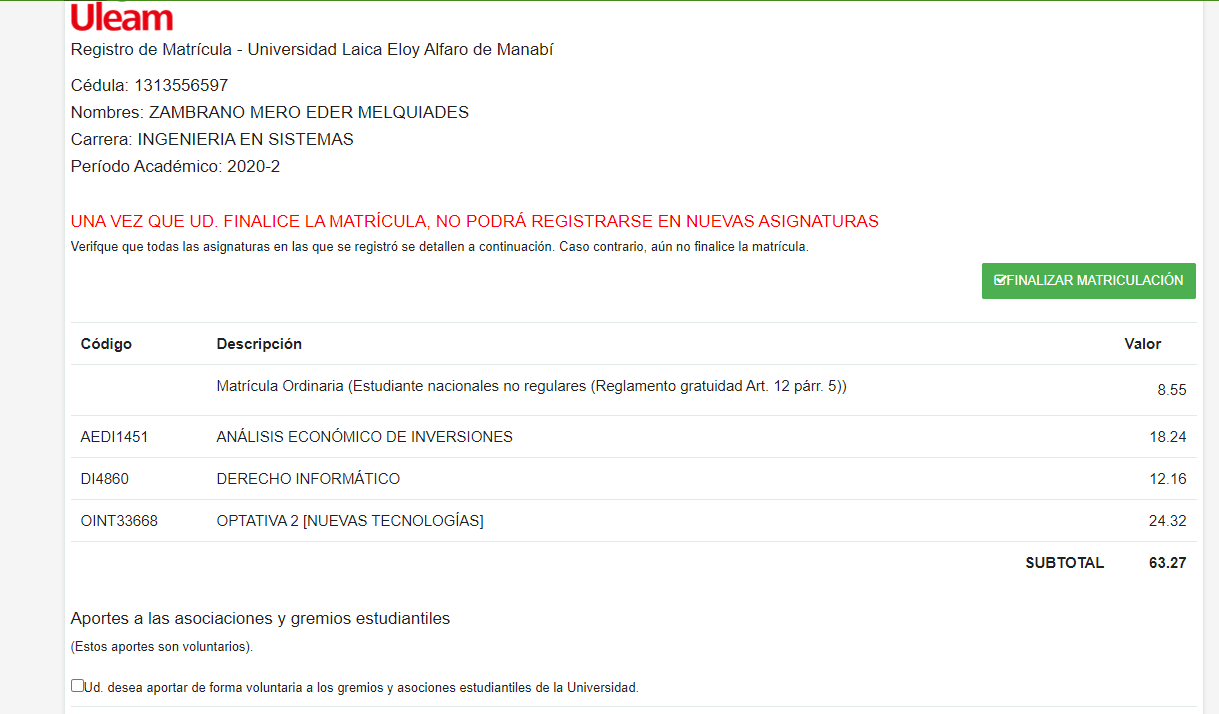 Uleam
Registro de Matrícula - Universidad Laica Eloy Alfaro de Manabí
Cédula: 1313556597
Nombres: ZAMBRANO MERO EDER MELQUIADES
Carrera: INGENIERIA EN SISTEMAS
Período Académico: 2020-2
UNA VEZ QUE UD. FINALICE LA MATRÍCULA, NO PODRÁ REGISTRARSE EN NUEVAS ASIGNATURAS
Verifque que todas las asignaturas en las que se registró se detallen a continuación. Caso contrario, aún no finalice la matrícula.
FINALIZAR MATRICULACIÓN
Código Descripción Valor
Matrícula Ordinaria (Estudiante nacionales no regulares (Reglamento gratuidad Art. 12 párr. 5)) 8.55
AEDI1451 ANÁLISIS ECONÓMICO DE INVERSIONES 18.24
DI4860 DERECHO INFORMÁTICO 12.16
OINT33668 OPTATIVA 2 [NUEVAS TECNOLOGÍAS] 24.32
SUBTOTAL 63.27
Aportes a las asociaciones y gremios estudiantiles
(Estos aportes son voluntarios).
Ud. desea aportar de forma voluntaria a los gremios y asociones estudiantiles de la Universidad.